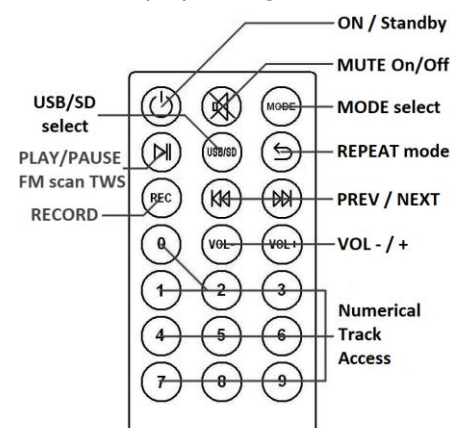 ON / Standby
MUTE On/Off
USB/SD
select
MODE
MODE select
PLAY/PAUSE
FM scan TWS
USB/SD
REPEAT mode
REC
PREV / NEXT
RECORD
0
VOL-
VOL+
VOL - / +
1
2
3
Numerical
Track
Access
4
5
6
7
8
9